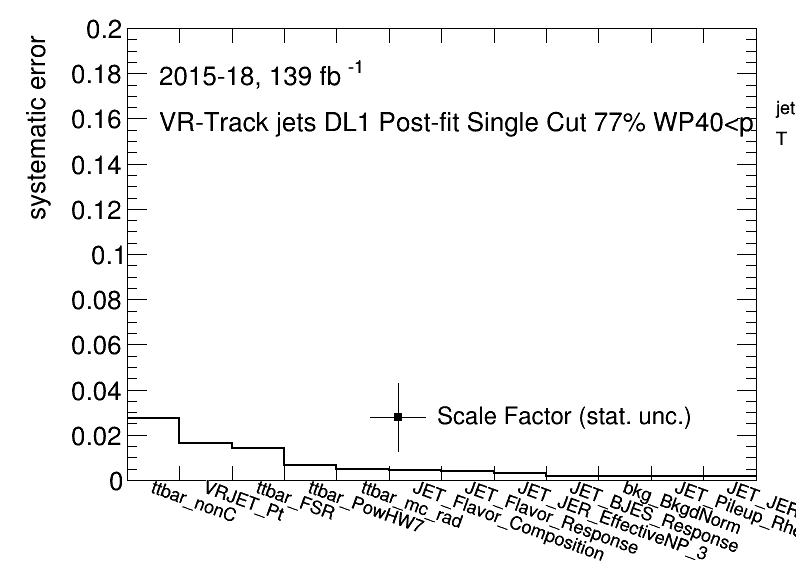 systematic error
0.2
0.18
0.16
0.14
0.12
0.1
0.08
0.06
0.04
0.02
0
2015-18, 139 fb -1
VR-Track jets DL1 Post-fit Single Cut 77% WP40<p
jet
T
Scale Factor (stat. unc.)
ttbar_nonC
VRJET_Pt
ttbar_FSR
ttbar_PowHW7
ttbar_mc_rad
JET_Flavor_Composition
JET_Flavor_Response
JET_JER_EffectiveNP_3
JET_BJES_Response
bkg_BkgdNorm
JET_Pileup_Rho
JET_JER